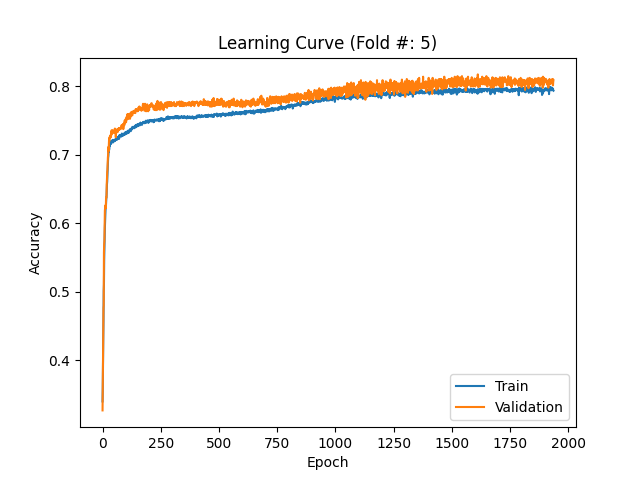 Learning Curve (Fold #: 5)
Accuracy
0.8
0.7
0.6
0.5
0.4
Train
Validation
0 250 500 750 1000 1250 1500 1750 2000
Epoch